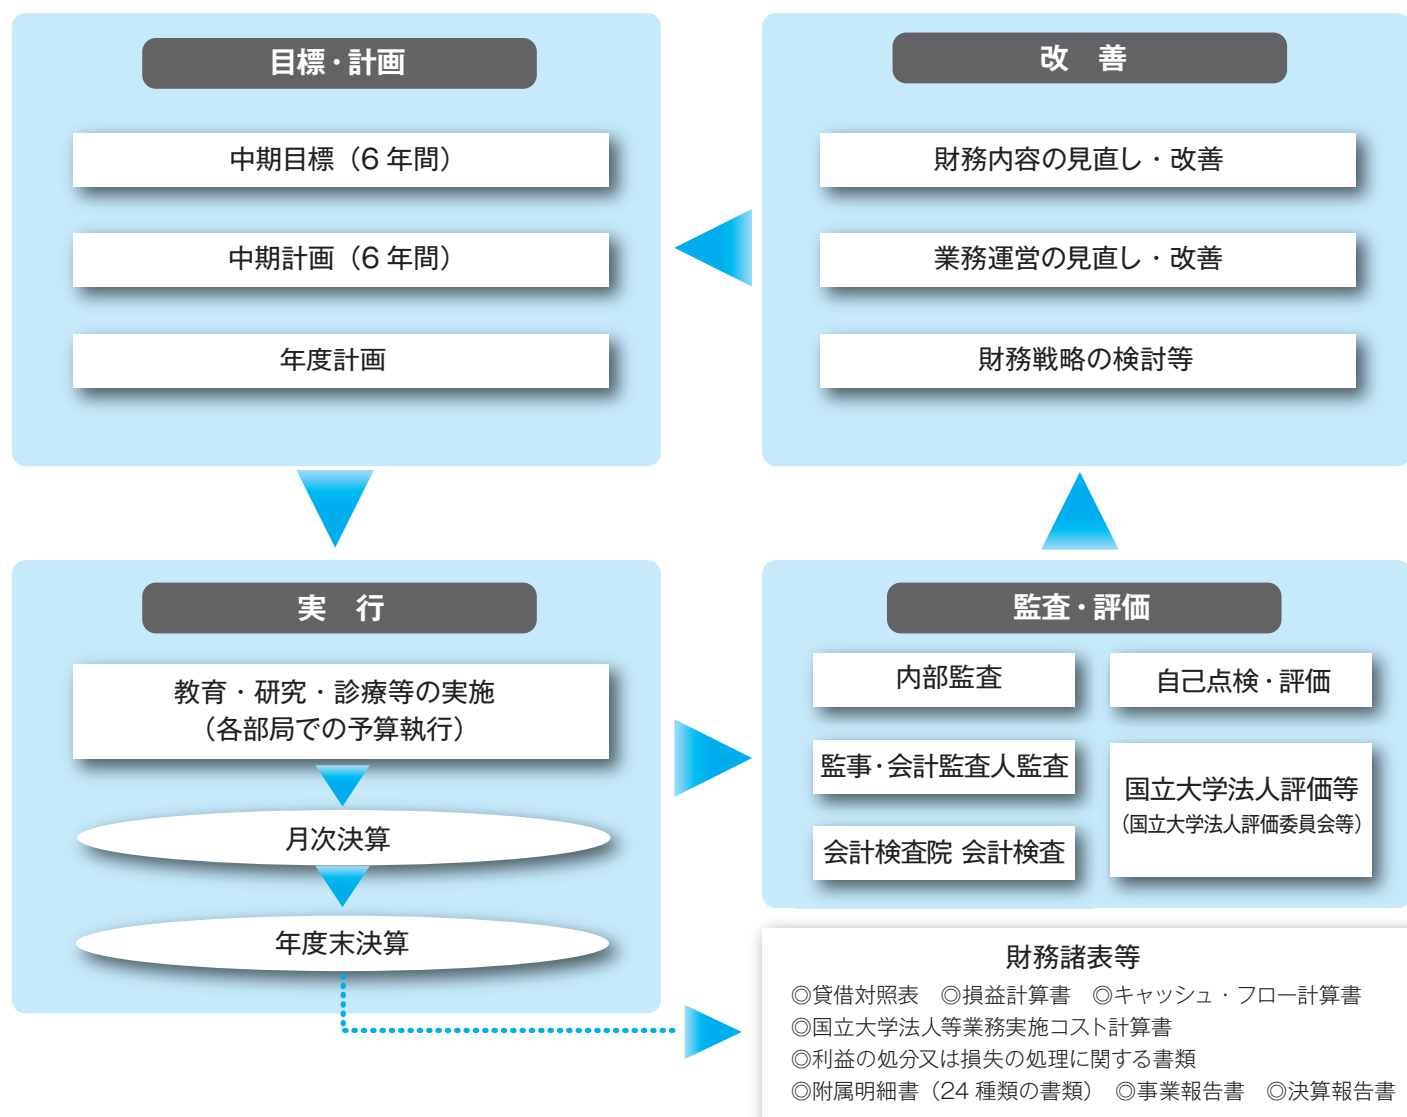 目標・計画
中期目標（6 年間）
中期計画（6 年間）
年度計画
改　善
財務内容の見直し・改善
業務運営の見直し・改善
財務戦略の検討等
実　行
教育・研究・診療等の実施
（各部局での予算執行）
月次決算
年度末決算
監査・評価
内部監査
監事・会計監査人監査
会計検査院 会計検査
自己点検・評価
国立大学法人評価等
（国立大学法人評価委員会等）
財務諸表等
◎貸借対照表　◎損益計算書　◎キャッシュ・フロー計算書
◎国立大学法人等業務実施コスト計算書
◎利益の処分又は損失の処理に関する書類
◎附属明細書（24 種類の書類）　◎事業報告書　◎決算報告書